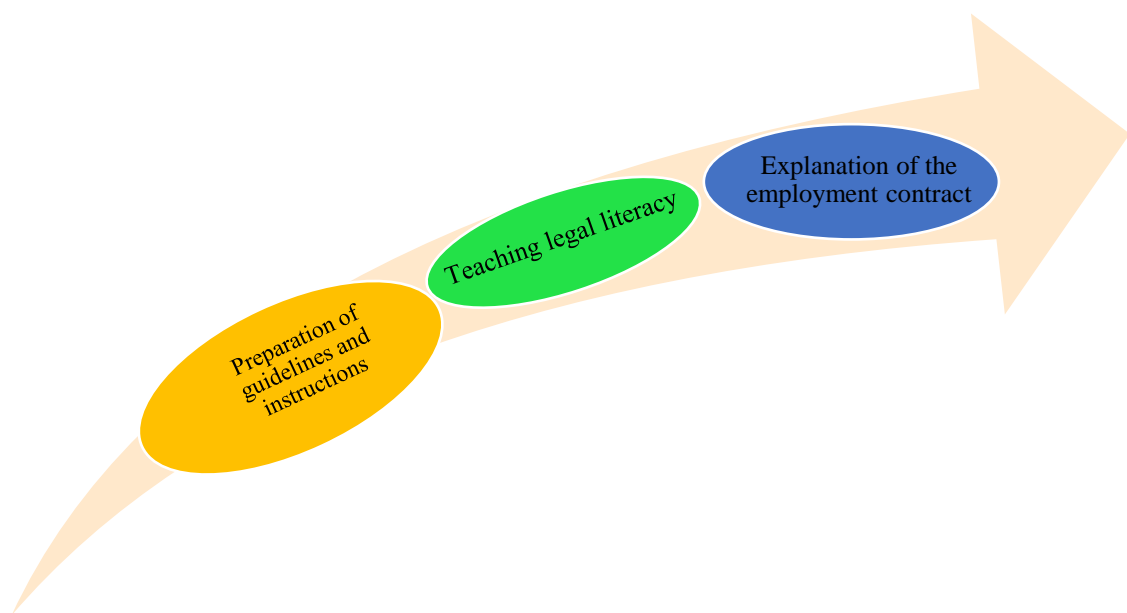 Preparation of
guidelines and
instructions
Teaching legal literacy
Explanation of the
employment contract